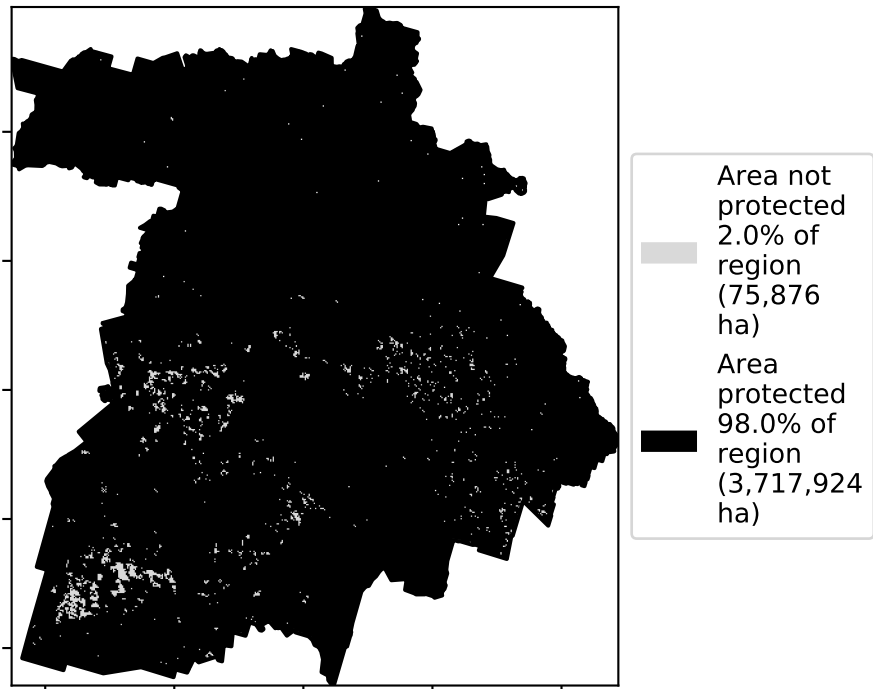 Area not
protected
2.0% of
region
(75,876
ha)
Area
protected
98.0% of
region
(3,717,924
ha)